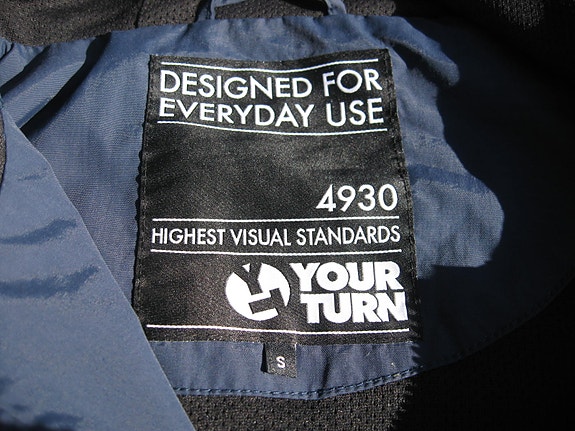 DESIGNED FOR
EVERYDAY USE
4930
HIGHEST VISUAL STANDARDS
YOUR
TURN
S